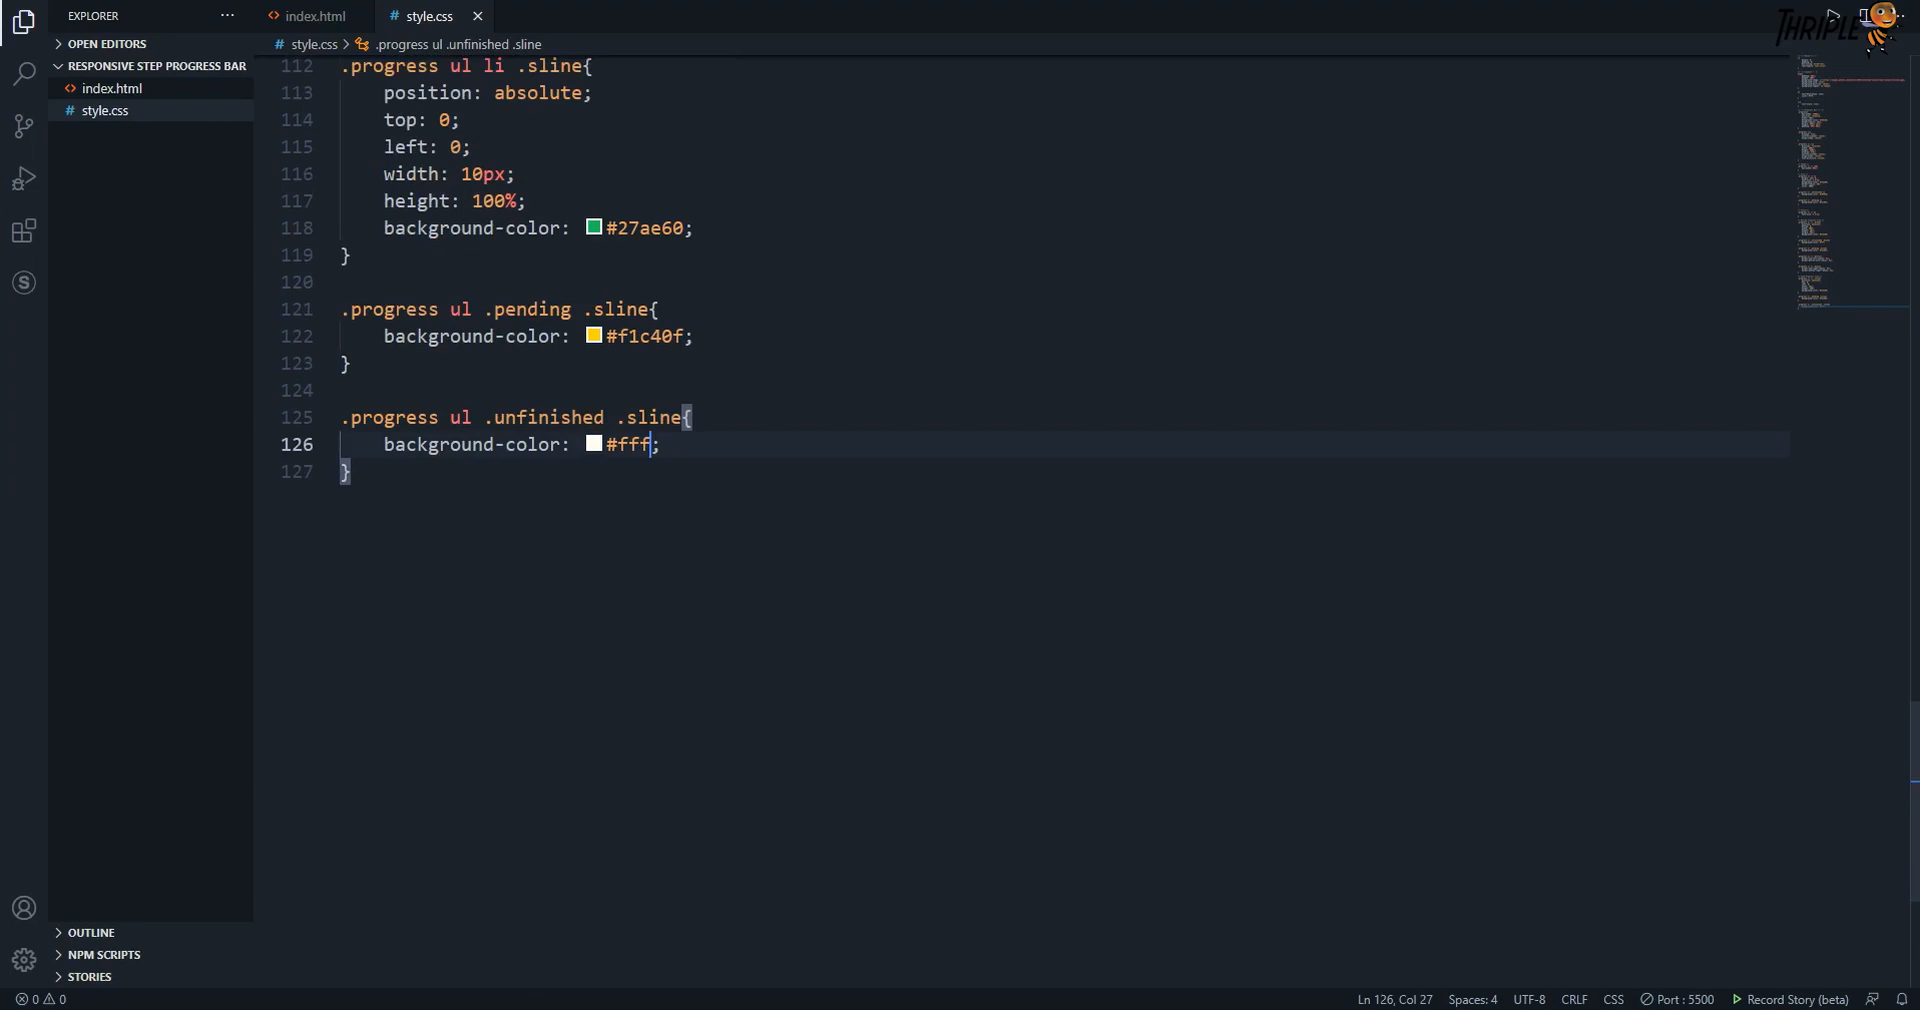 EXPLORER
···
index.html
style.css
THRIPLE
OPEN EDITORS
style.css > .progress ul .unfinished .sline
RESPONSIVE STEP PROGRESS BAR
index.html
style.css
112 .progress ul li .sline{
113 position: absolute;
114 top: 0;
115 left: 0;
116 width: 10px;
117 height: 100%;
118 background-color: #27ae60;
119 }
120
121 .progress ul .pending .sline{
122 background-color: #f1c40f;
123 }
124
125 .progress ul .unfinished .sline{
126 background-color: #fff;
127 }
OUTLINE
NPM SCRIPTS
STORIES
0 0
Ln 126, Col 27 Spaces: 4 UTF-8 CRLF CSS Port : 5500 Record Story (beta)